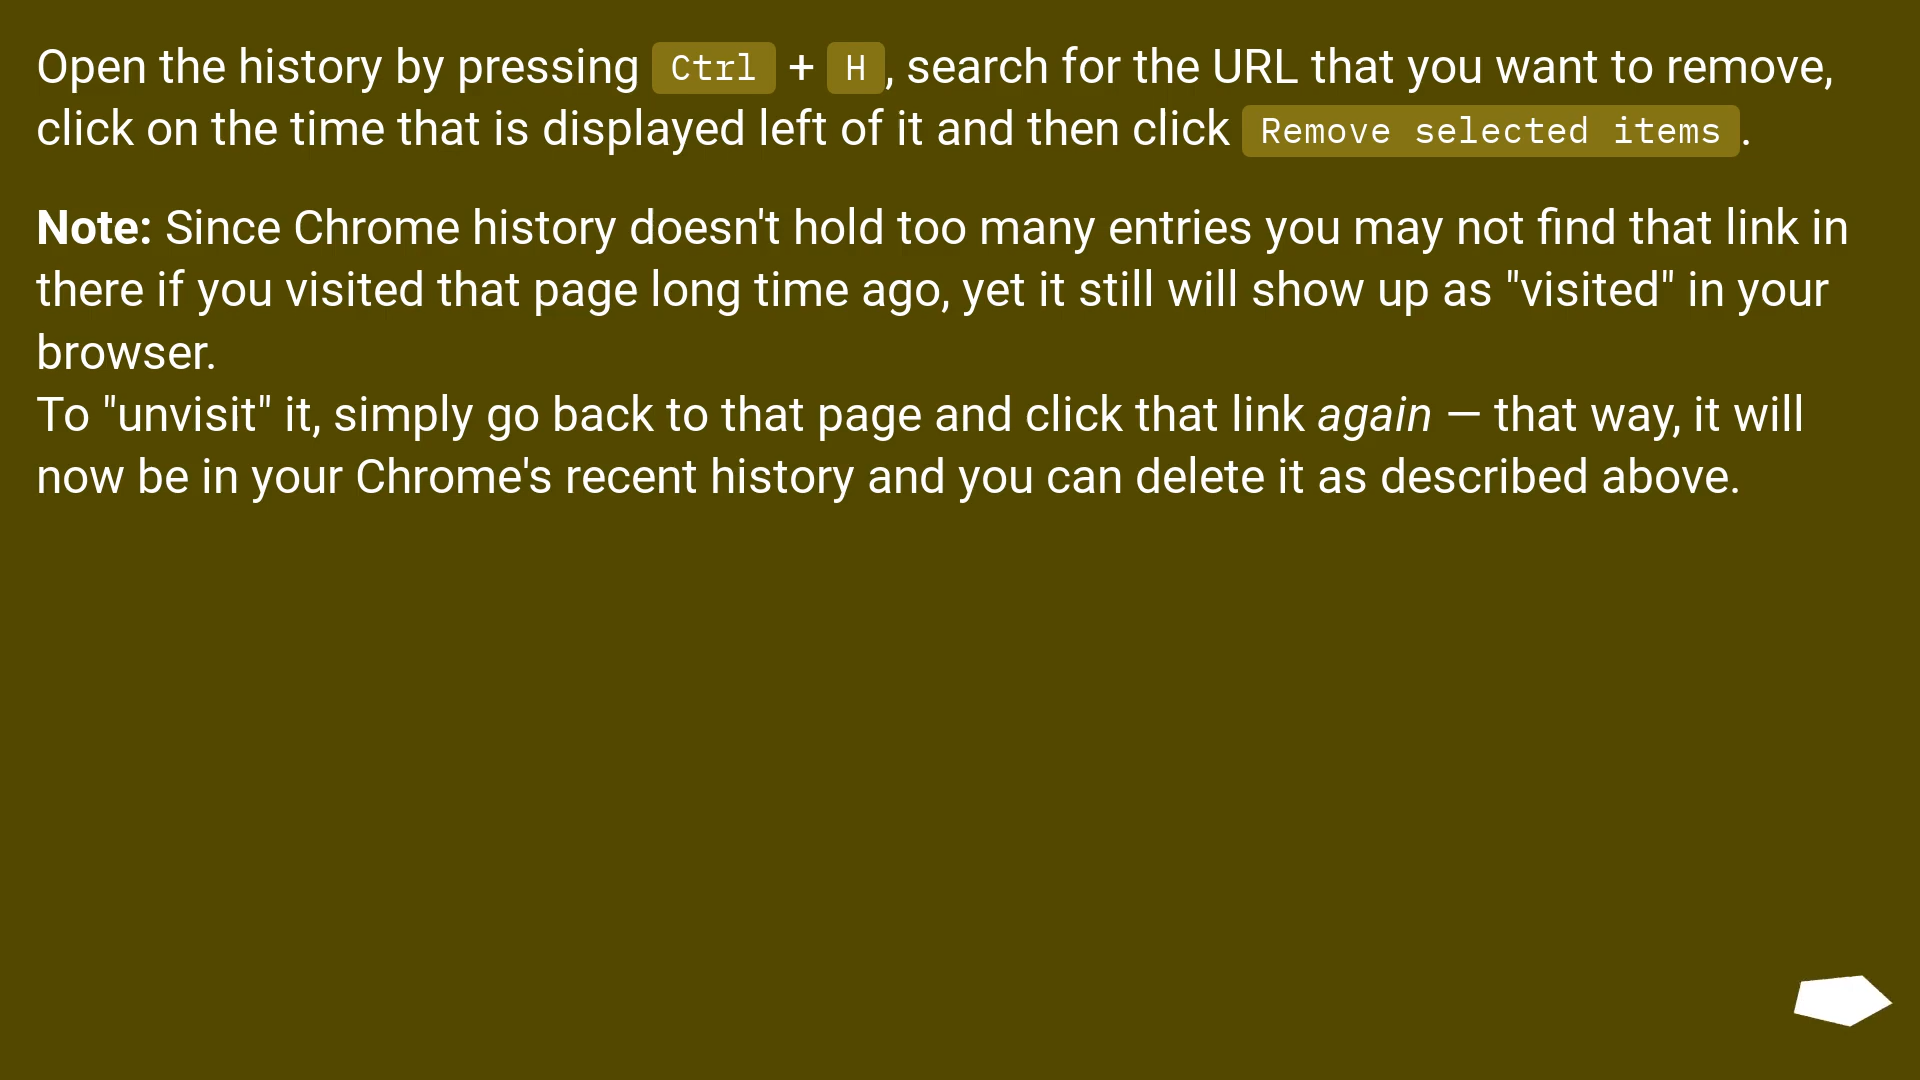 Open the history by pressing Ctrl + H, search for the URL that you want to remove,
click on the time that is displayed left of it and then click Remove selected items.
Note: Since Chrome history doesn't hold too many entries you may not find that link in
there if you visited that page long time ago, yet it still will show up as "visited" in your
browser.
To "unvisit" it, simply go back to that page and click that link again — that way, it will
now be in your Chrome's recent history and you can delete it as described above.